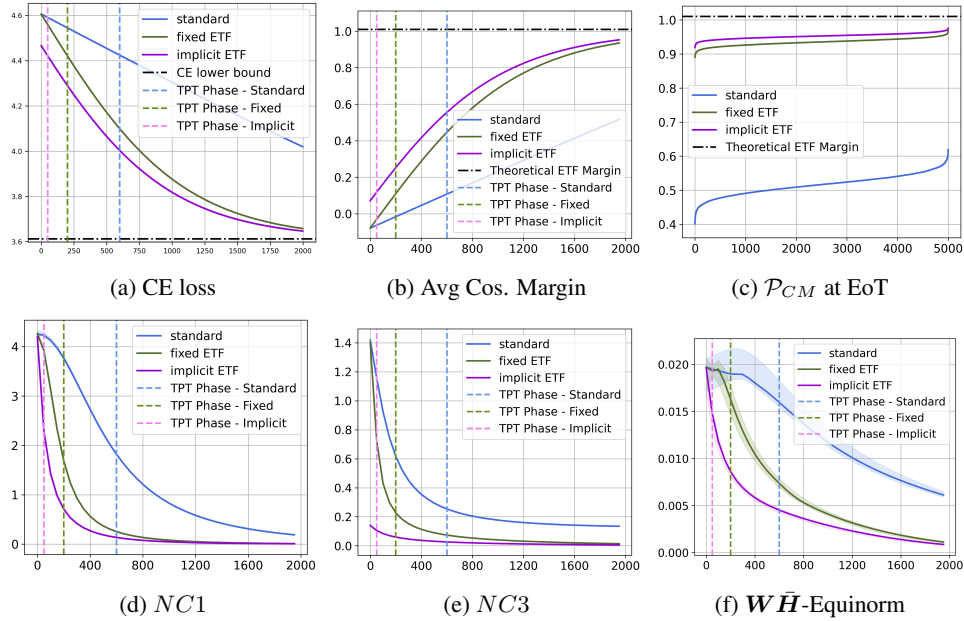 4.6
4.4
4.2
4.0
3.8
3.6
0 250 500 750 1000 1250 1500 1750 2000
standard
fixed ETF
implicit ETF
CE lower bound
TPT Phase - Standard
TPT Phase - Fixed
TPT Phase - Implicit
(a) CE loss
1.0
0.8
0.6
0.4
0.2
0.0
0 400 800 1200 1600 2000
standard
fixed ETF
implicit ETF
Theoretical ETF Margin
TPT Phase - Standard
TPT Phase - Fixed
TPT Phase - Implicit
(b) Avg Cos. Margin
1.0
0.9
0.8
0.7
0.6
0.5
0.4
0 1000 2000 3000 4000 5000
standard
fixed ETF
implicit ETF
Theoretical ETF Margin
(c) 𝒫_{CM} at EoT
4
3
2
1
0
0 400 800 1200 1600 2000
standard
fixed ETF
implicit ETF
TPT Phase - Standard
TPT Phase - Fixed
TPT Phase - Implicit
(d) NC1
1.4
1.2
1.0
0.8
0.6
0.4
0.2
0.0
0 400 800 1200 1600 2000
standard
fixed ETF
implicit ETF
TPT Phase - Standard
TPT Phase - Fixed
TPT Phase - Implicit
(e) NC3
0.020
0.015
0.010
0.005
0.000
0 400 800 1200 1600 2000
standard
fixed ETF
implicit ETF
TPT Phase - Standard
TPT Phase - Fixed
TPT Phase - Implicit
(f) WH̄-Equinorm